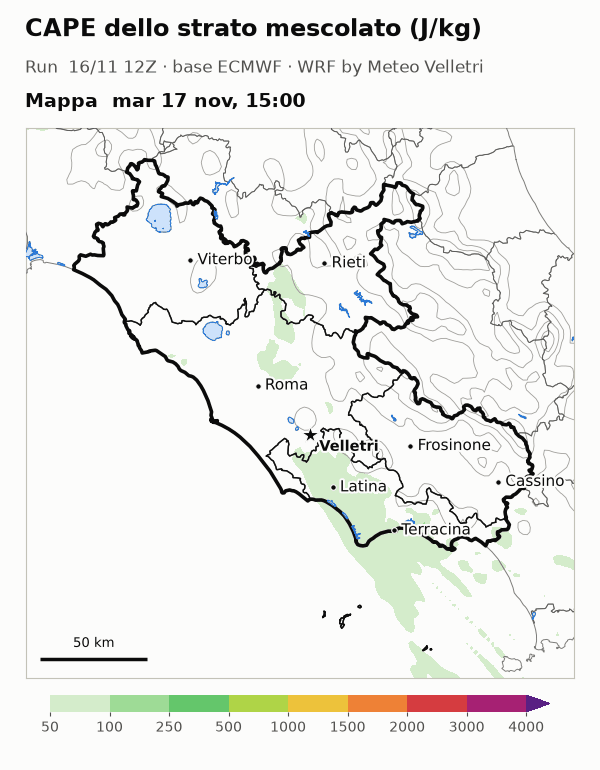 CAPE dello strato mescolato (J/kg)
Run 16/11 12Z · base ECMWF · WRF by Meteo Velletri
Mappa mar 17 nov, 15:00
Viterbo
Rieti
Roma
Velletri
Frosinone
Latina
Cassino
Terracina
50 km
50 100 250 500 1000 1500 2000 3000 4000